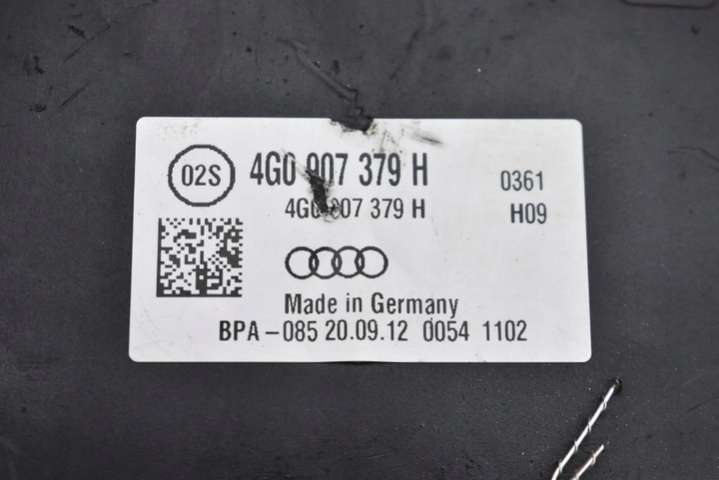 02S 4G0 907 379 H 0361
4G0 907 379 H H09
Made in Germany
BPA-085 20.09.12 0054 1102